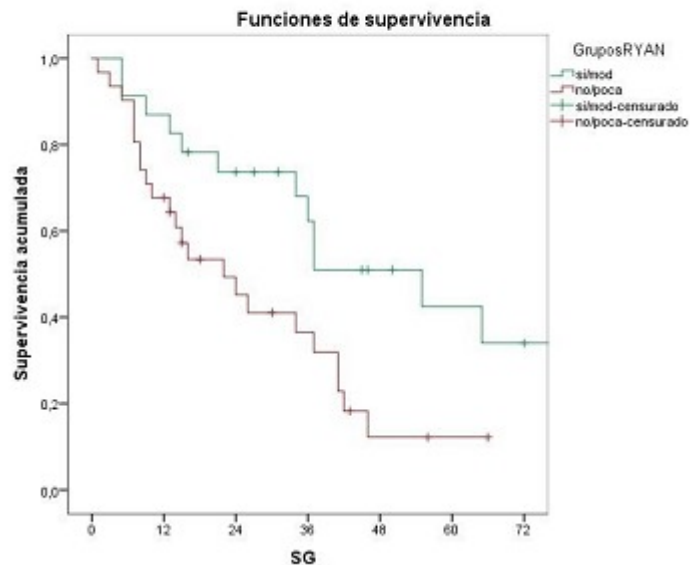 Funciones de supervivencia
GruposRYAN
si/mod
no/poca
si/mod-censurado
no/poca-censurado
Supervivencia acumulada
1,0
0,8
0,6
0,4
0,2
0,0
0 12 24 36 48 60 72
SG